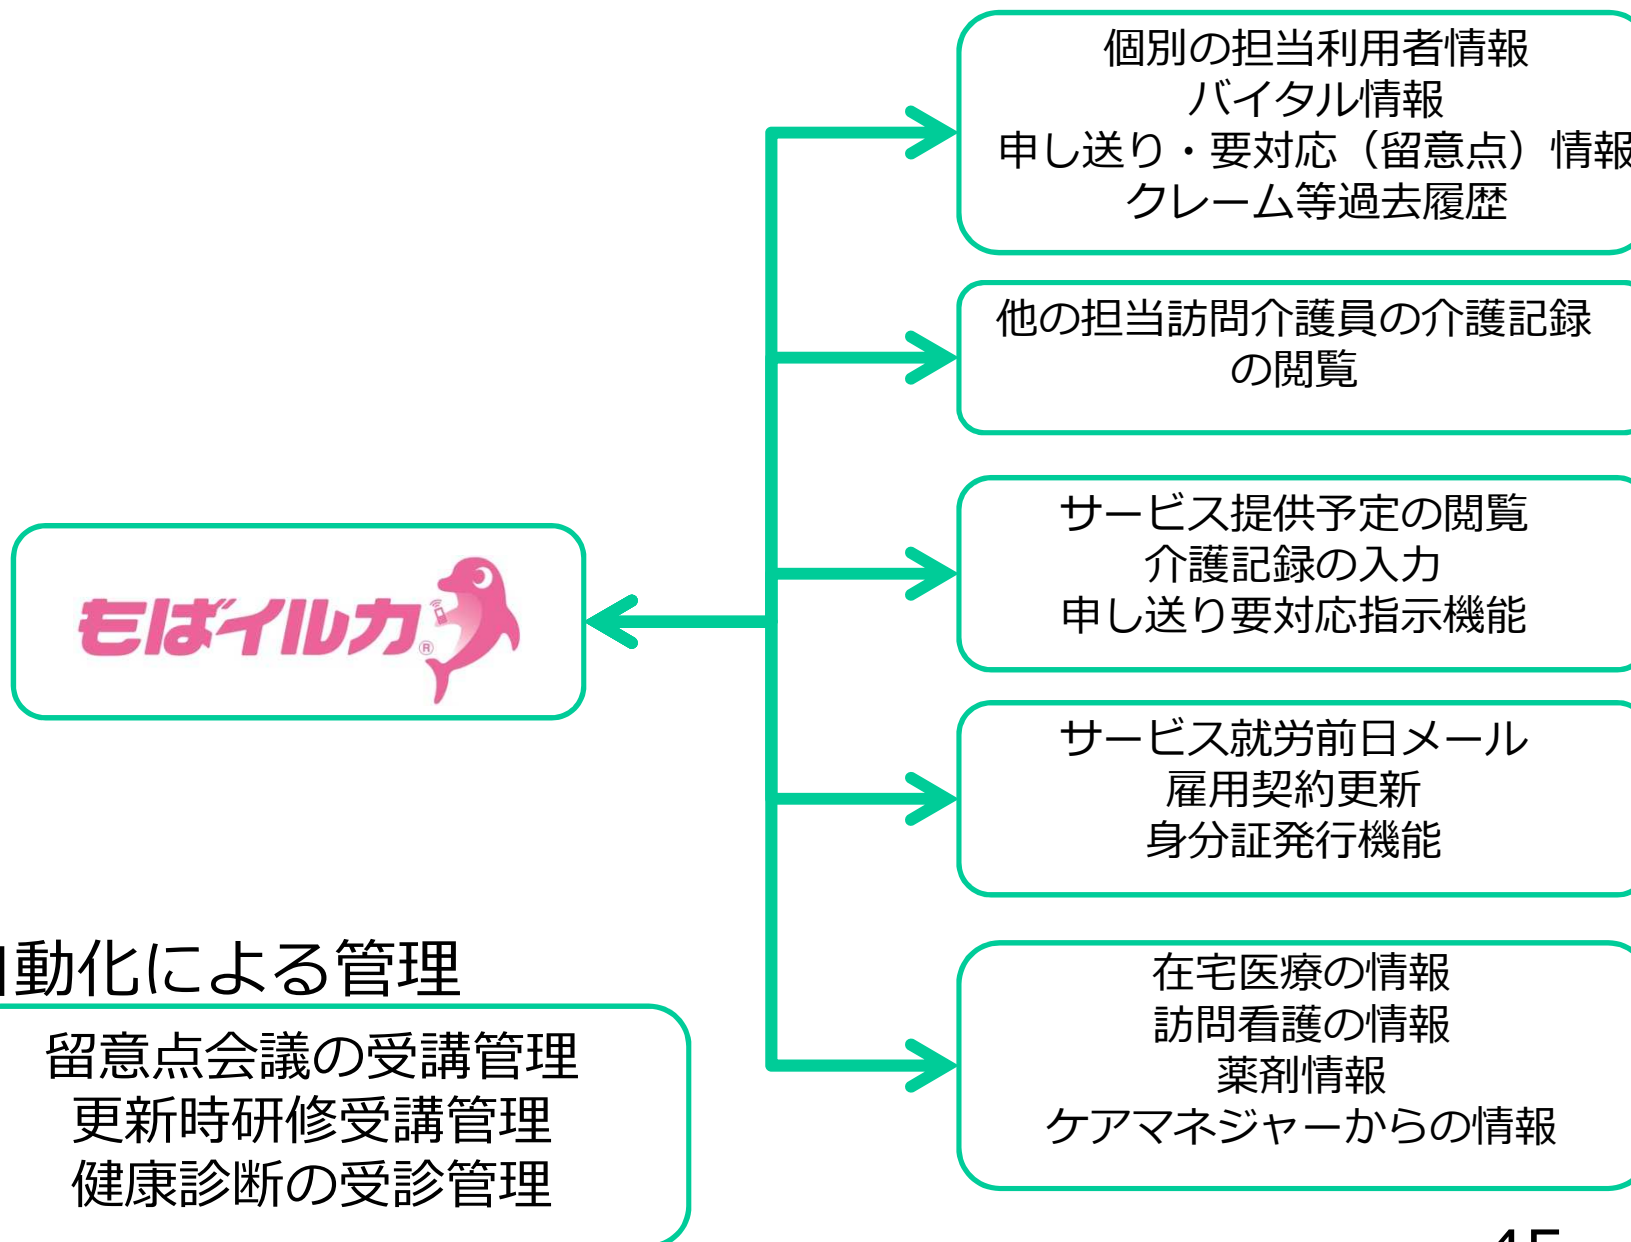 個別の担当利用者情報
バイタル情報
申し送り・要対応（留意点）情報
クレーム等過去履歴
他の担当訪問介護員の介護記録
の閲覧
サービス提供予定の閲覧
介護記録の入力
申し送り要対応指示機能
もばイルカ®
サービス就労前日メール
雇用契約更新
身分証発行機能
在宅医療の情報
訪問看護の情報
薬剤情報
ケアマネジャーからの情報
自動化による管理
留意点会議の受講管理
更新時研修受講管理
健康診断の受診管理
45